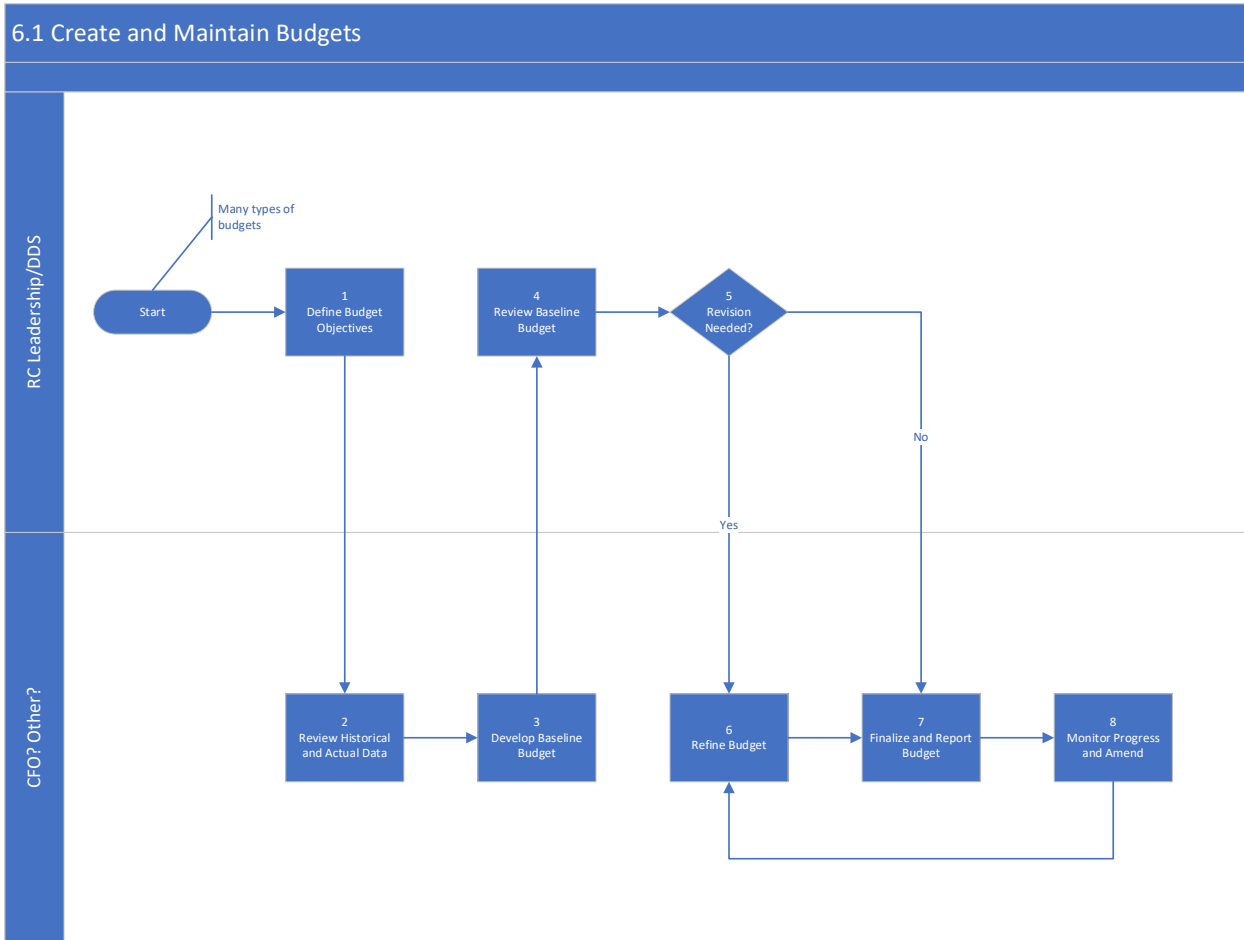 6.1 Create and Maintain Budgets
RC Leadership/DDS
Many types of
budgets
Start
1
Define Budget
Objectives
4
Review Baseline
Budget
5
Revision
Needed?
No
Yes
CFO? Other?
2
Review Historical
and Actual Data
3
Develop Baseline
Budget
6
Refine Budget
7
Finalize and Report
Budget
8
Monitor Progress
and Amend